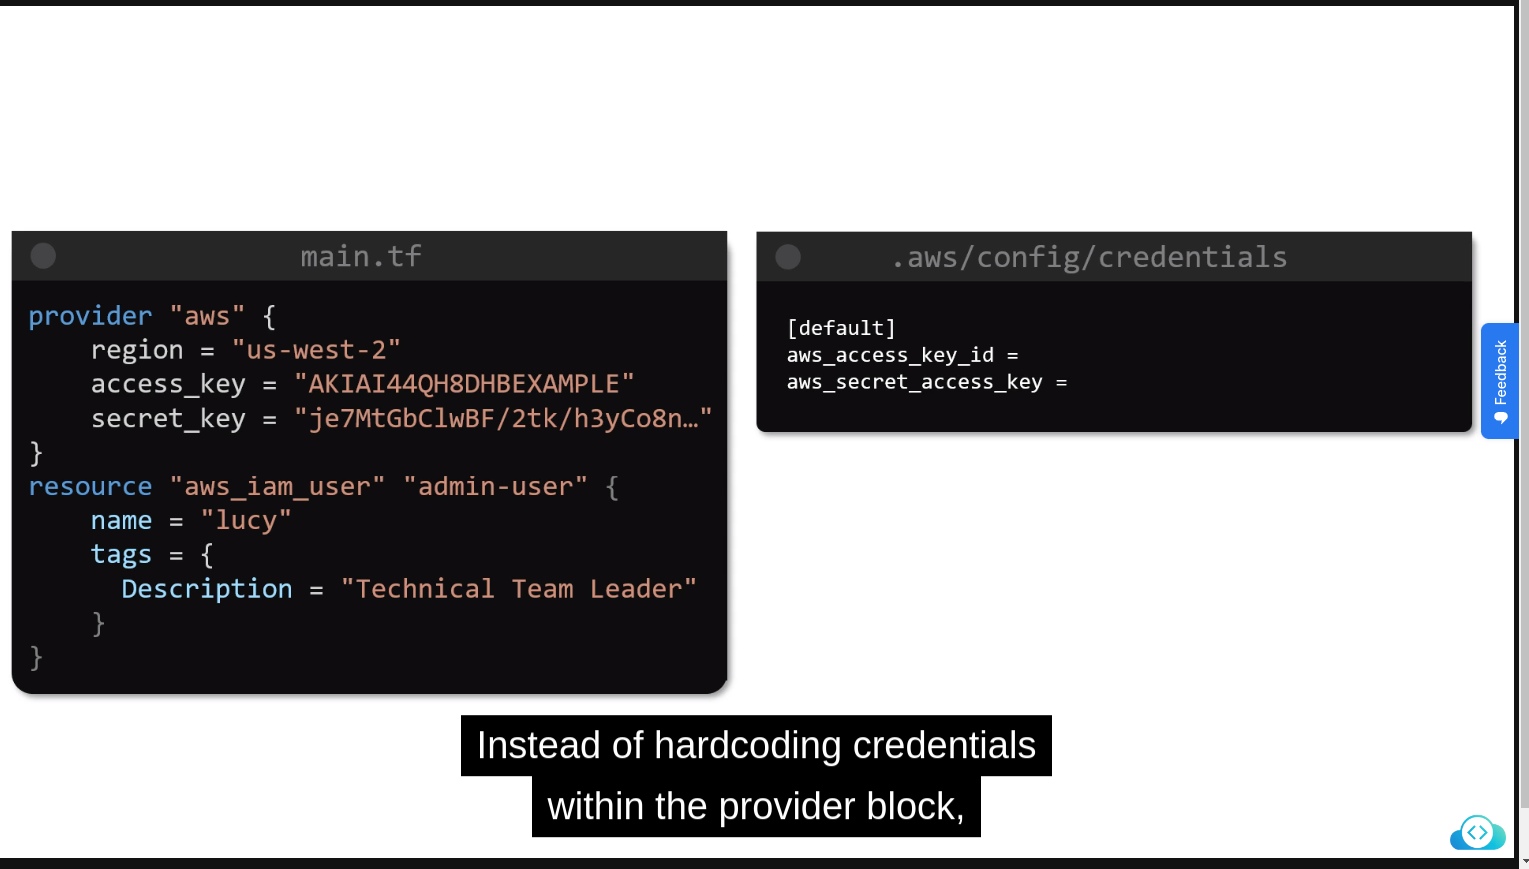 main.tf
provider "aws" {
region = "us-west-2"
access_key = "AKIAI44QH8DHBEXAMPLE"
secret_key = "je7MtGbClwBF/2tk/h3yCo8n…"
}
resource "aws_iam_user" "admin-user" {
name = "lucy"
tags = {
Description = "Technical Team Leader"
}
}
.aws/config/credentials
[default]
aws_access_key_id =
aws_secret_access_key =
Feedback
Instead of hardcoding credentials
within the provider block,